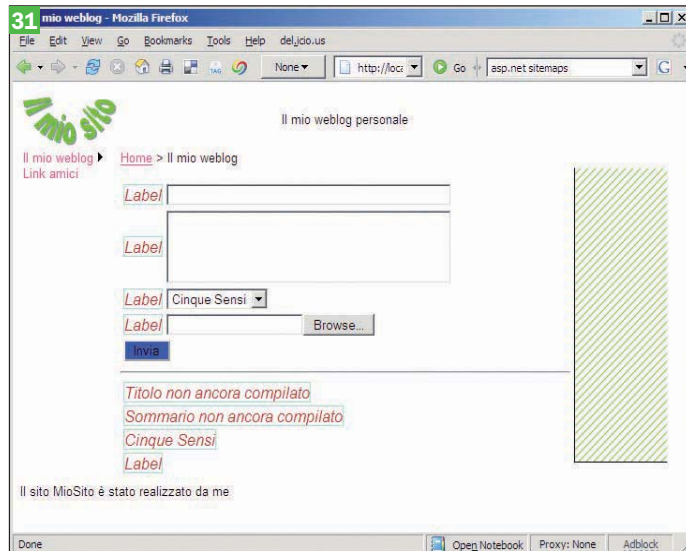 31 mio weblog - Mozilla Firefox
File Edit View Go Bookmarks Tools Help del.icio.us
TAG None http://loca Go asp.net sitemaps G
Il mio sito
Il mio weblog personale
Il mio weblog Home > Il mio weblog
Link amici
Label
Label
Label Cinque Sensi
Label Browse...
Invia
Titolo non ancora compilato
Sommario non ancora compilato
Cinque Sensi
Label
Il sito MioSito è stato realizzato da me
Done Open Notebook Proxy: None Adblock